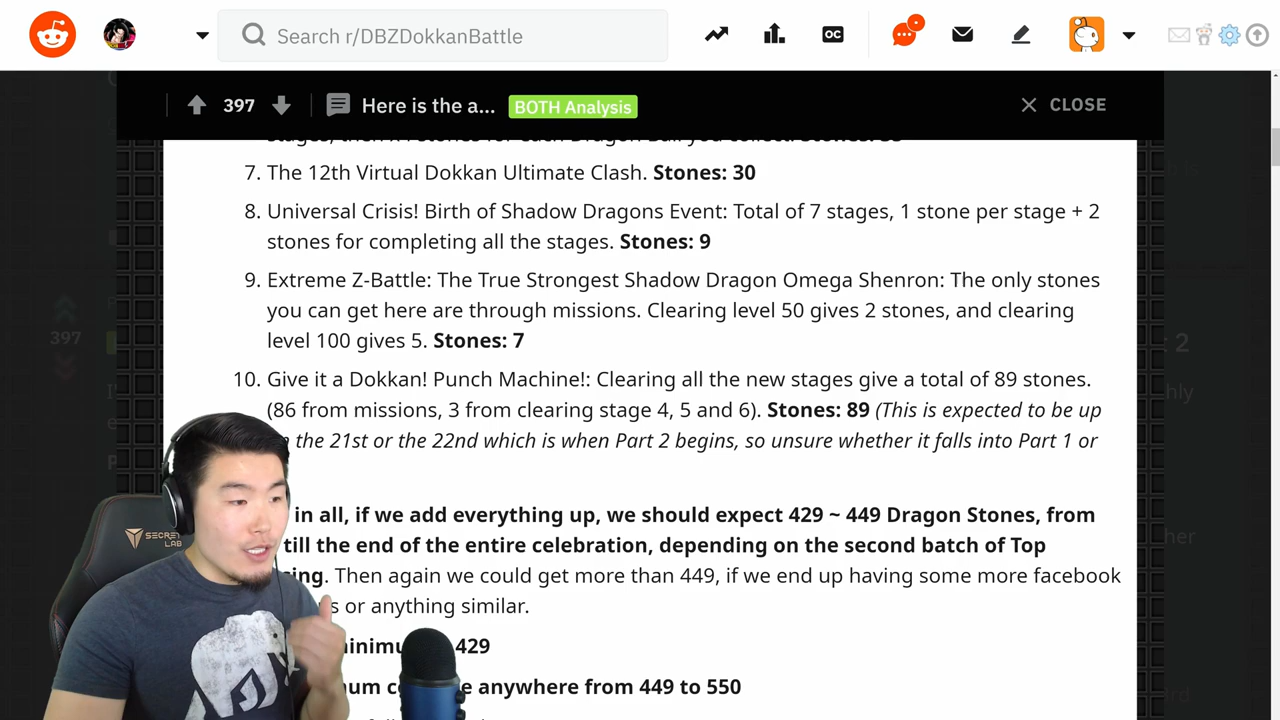 Search r/DBZDokkanBattle
OC
397
Here is the a...
BOTH Analysis
CLOSE
7. The 12th Virtual Dokkan Ultimate Clash. Stones: 30
8. Universal Crisis! Birth of Shadow Dragons Event: Total of 7 stages, 1 stone per stage + 2
stones for completing all the stages. Stones: 9
9. Extreme Z-Battle: The True Strongest Shadow Dragon Omega Shenron: The only stones
you can get here are through missions. Clearing level 50 gives 2 stones, and clearing
level 100 gives 5. Stones: 7
397
2
10. Give it a Dokkan! Punch Machine!: Clearing all the new stages give a total of 89 stones.
(86 from missions, 3 from clearing stage 4, 5 and 6). Stones: 89 (This is expected to be up
the 21st or the 22nd which is when Part 2 begins, so unsure whether it falls into Part 1 or
in all, if we add everything up, we should expect 429 ~ 449 Dragon Stones, from
till the end of the entire celebration, depending on the second batch of Top
. Then again we could get more than 449, if we end up having some more facebook
or anything similar.
429
anywhere from 449 to 550
SECRET
LAB